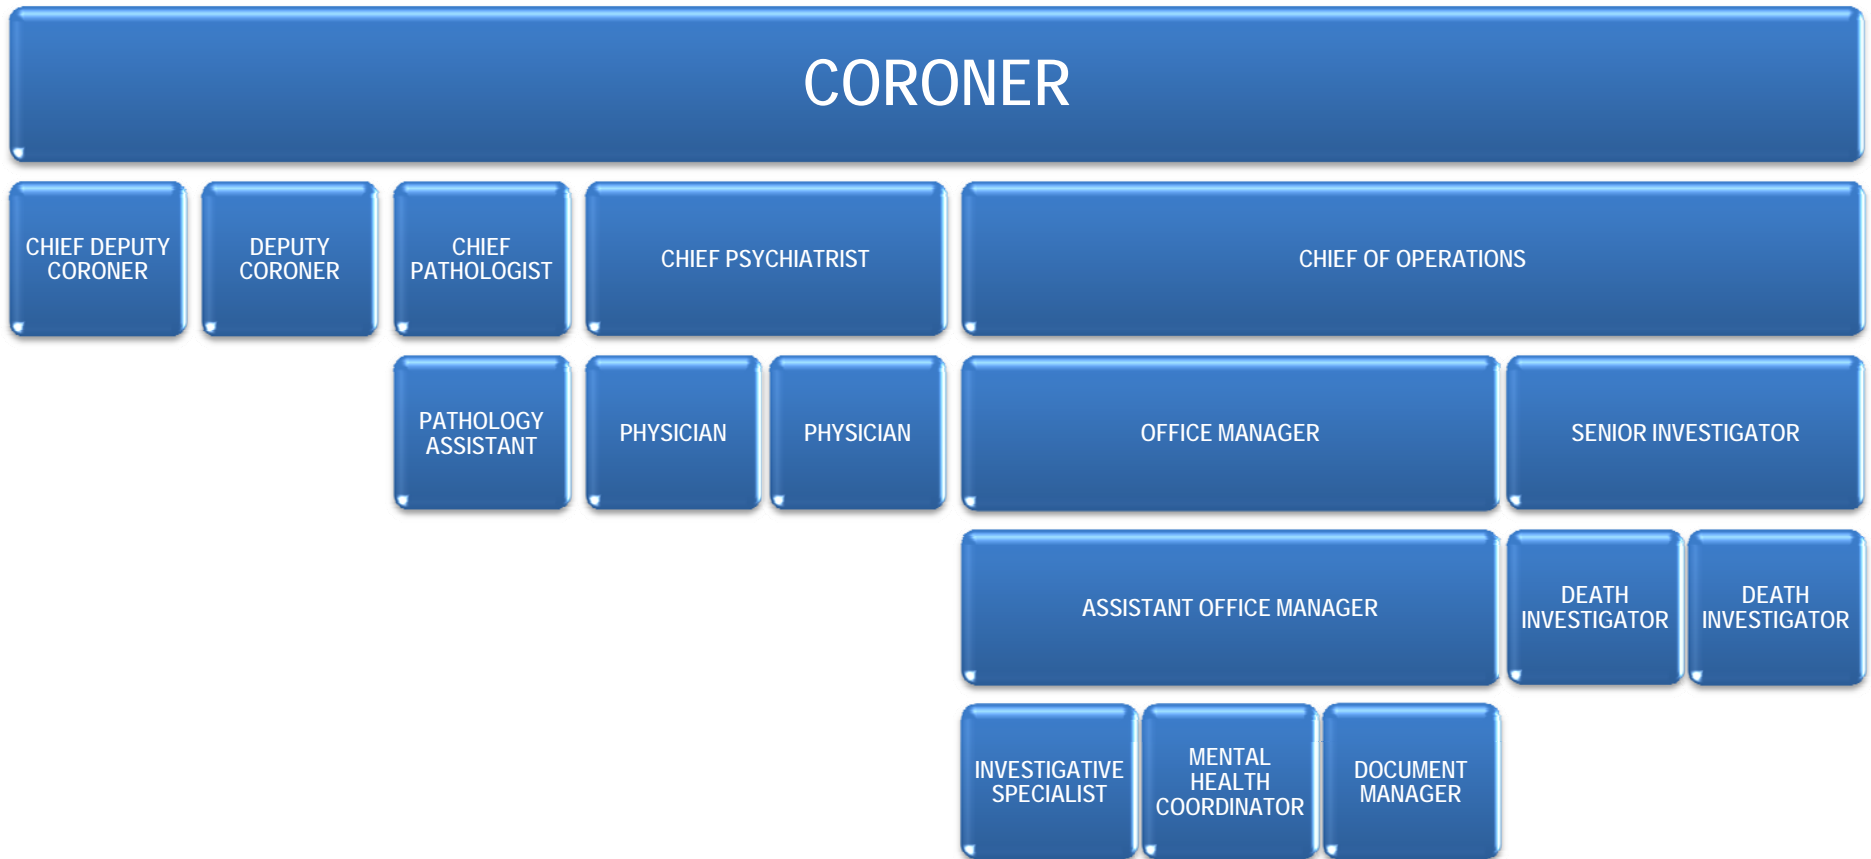 CORONER
CHIEF DEPUTY
CORONER
DEPUTY
CORONER
CHIEF
PATHOLOGIST
CHIEF PSYCHIATRIST
CHIEF OF OPERATIONS
PATHOLOGY
ASSISTANT
PHYSICIAN
PHYSICIAN
OFFICE MANAGER
SENIOR INVESTIGATOR
ASSISTANT OFFICE MANAGER
DEATH
INVESTIGATOR
DEATH
INVESTIGATOR
INVESTIGATIVE
SPECIALIST
MENTAL
HEALTH
COORDINATOR
DOCUMENT
MANAGER